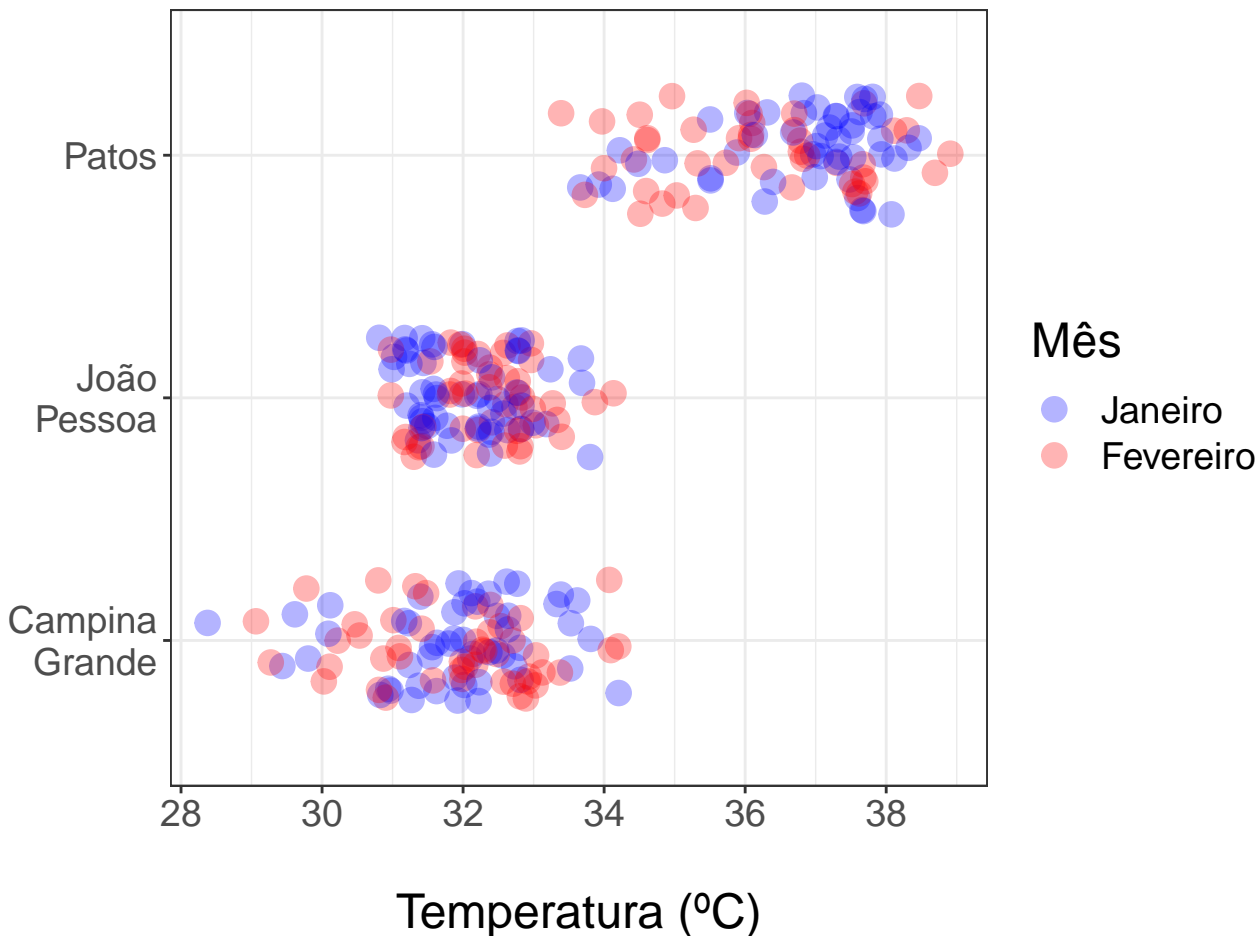 Patos
João
Pessoa
Campina
Grande
28 30 32 34 36 38
Temperatura (ºC)
Mês
Janeiro
Fevereiro